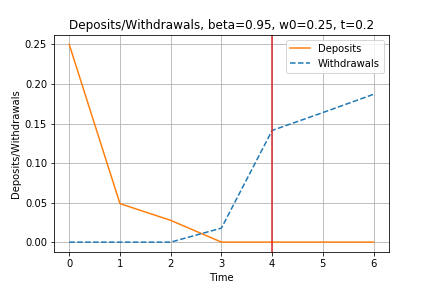 Deposits/Withdrawals, beta=0.95, w0=0.25, t=0.2
Deposits
Withdrawals
0.25
0.20
0.15
0.10
0.05
0.00
Deposits/Withdrawals
0 1 2 3 4 5 6
Time